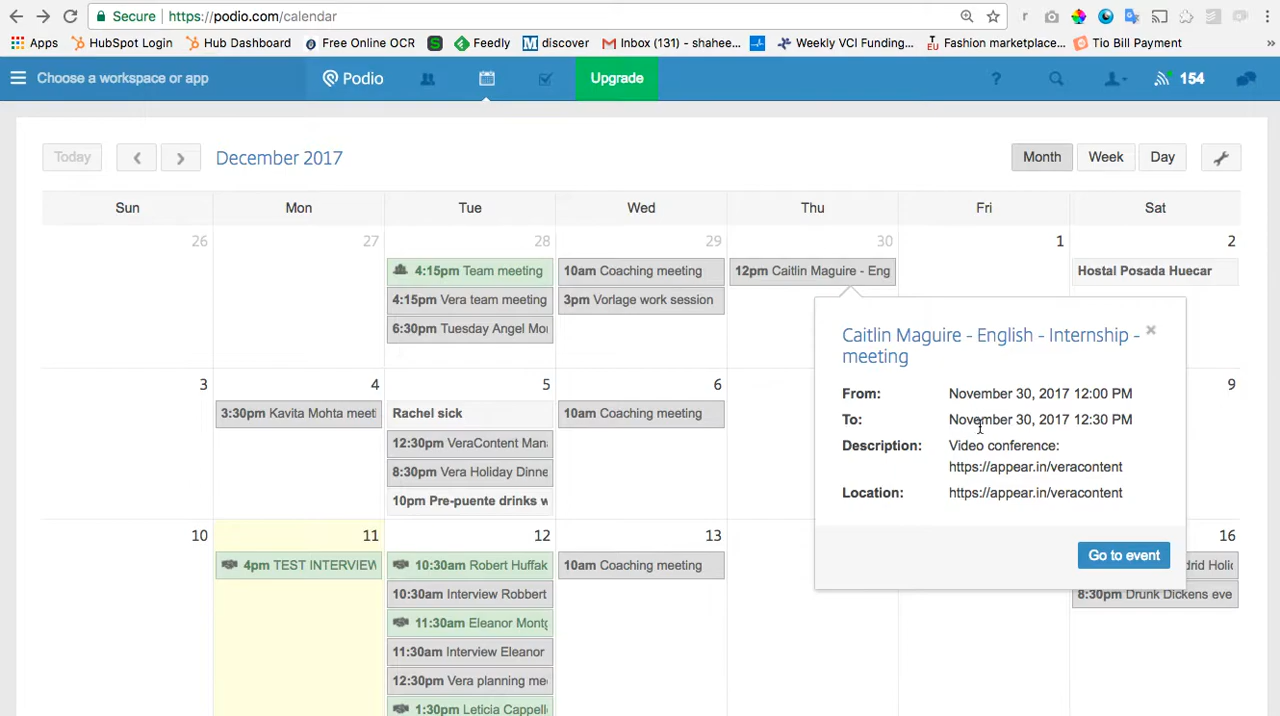 Secure https://podio.com/calendar
Apps HubSpot Login Hub Dashboard Free Online OCR S Feedly M discover Inbox (131) - shahee... Weekly VCI Funding... T EU Fashion marketplace... Tio Bill Payment »
Choose a workspace or app Podio Upgrade ? 154
Today December 2017 Month Week Day
Sun Mon Tue Wed Thu Fri Sat
26 27 28 29 30 1 2
4:15pm Team meeting 10am Coaching meeting 12pm Caitlin Maguire - Eng Hostal Posada Huecar
4:15pm Vera team meeting 3pm Vorlage work session
6:30pm Tuesday Angel Mo
Caitlin Maguire - English - Internship -
meeting
From: November 30, 2017 12:00 PM
To: November 30, 2017 12:30 PM
Description: Video conference:
https://appear.in/veracontent
Location: https://appear.in/veracontent
Go to event
3 4 5 6 9
3:30pm Kavita Mohta meeti Rachel sick 10am Coaching meeting
12:30pm VeraContent Man
8:30pm Vera Holiday Dinne
10pm Pre-puente drinks w
10 11 12 13 16
4pm TEST INTERVIEW 10:30am Robert Huffak 10am Coaching meeting drid Holid
10:30am Interview Robbert 8:30pm Drunk Dickens eve
11:30am Eleanor Montg
11:30am Interview Eleanor
12:30pm Vera planning me
1:30pm Leticia Cappell